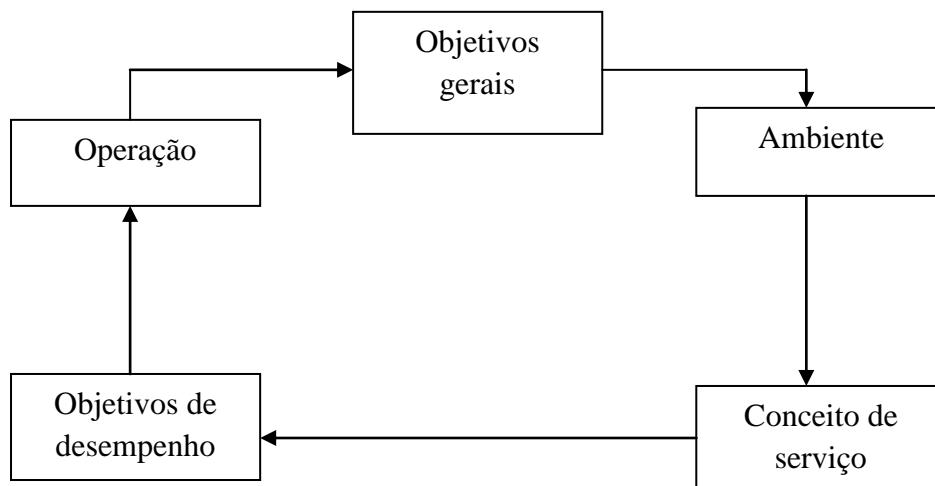 Objetivos
gerais
Operação
Ambiente
Objetivos de
desempenho
Conceito de
serviço